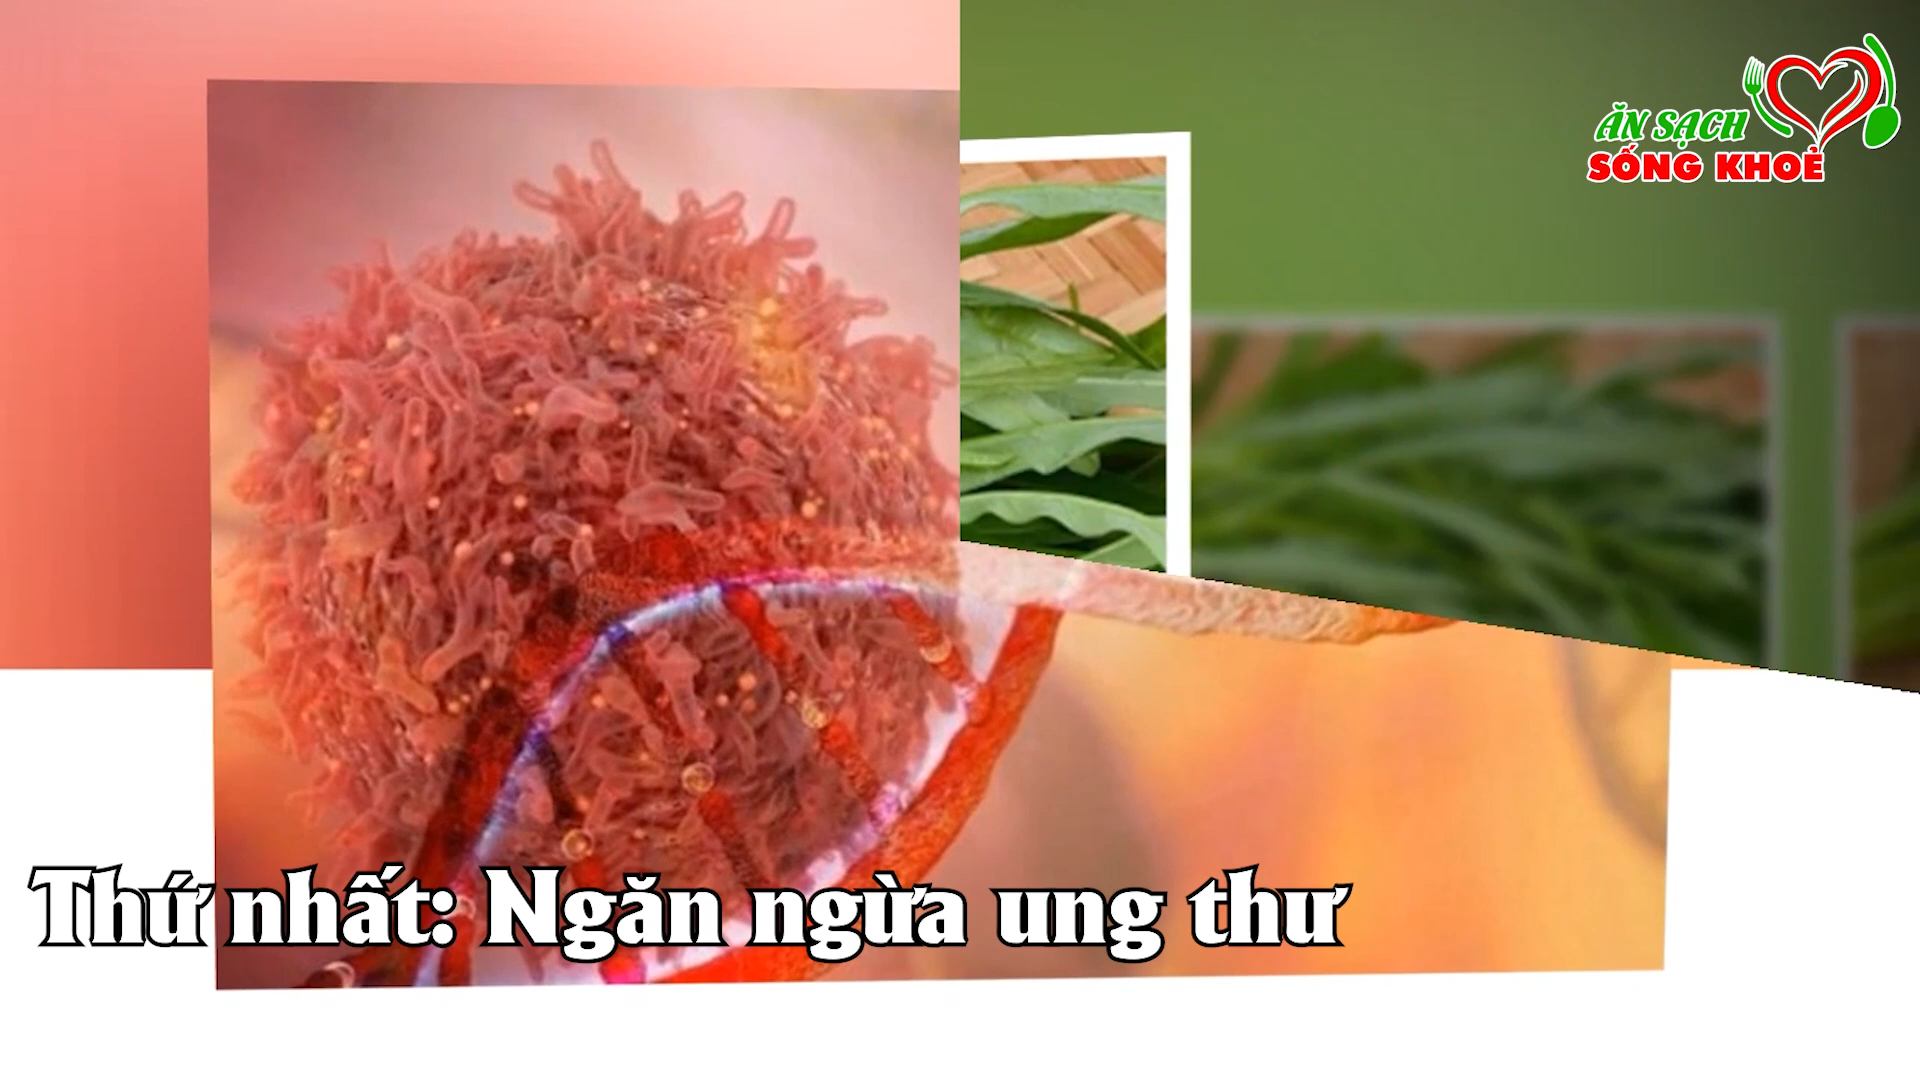 ĂN SẠCH
SỐNG KHOẺ
Thứ nhất: Ngăn ngừa ung thư